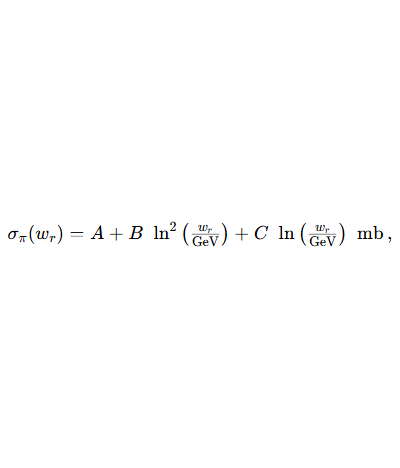 σ_π(w_r) = A + B ln²(w_r/GeV) + C ln(w_r/GeV) mb,